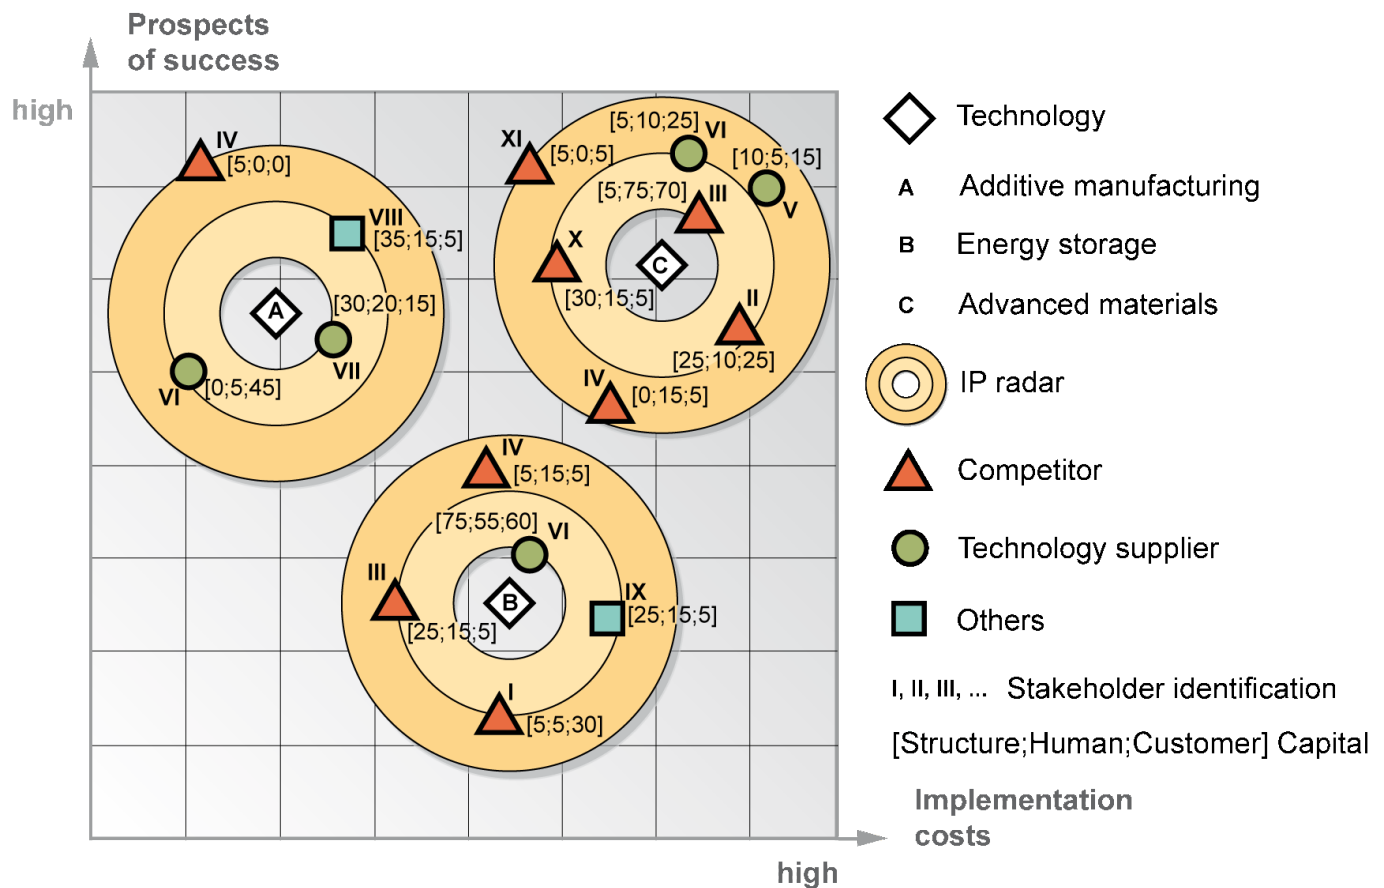 Prospects
of success
high
IV
[5;0;0]
VIII
[35;15;5]
A
[30;20;15]
VII
VI
[0;5;45]
XI
[5;0;5]
[5;10;25]
VI
[10;5;15]
V
[5;75;70]
III
X
[30;15;5]
C
II
[25;10;25]
IV
[0;15;5]
IV
[5;15;5]
[75;55;60]
VI
III
[25;15;5]
B
IX
[25;15;5]
I
[5;5;30]
Technology
A Additive manufacturing
B Energy storage
C Advanced materials
IP radar
Competitor
Technology supplier
Others
I, II, III, ... Stakeholder identification
[Structure;Human;Customer] Capital
Implementation
costs
high